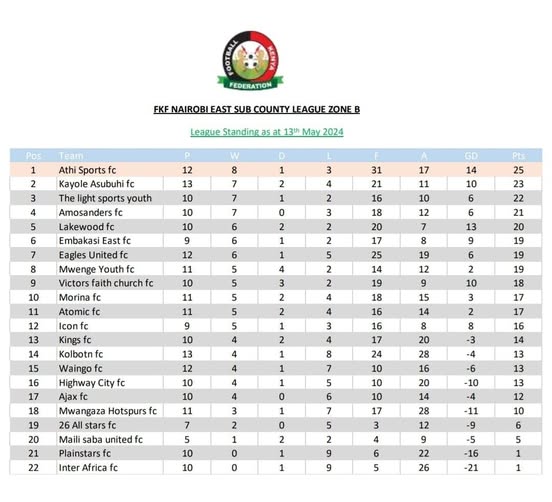 FOOTBALL KENYA
FEDERATION
FKF NAIROBI EAST SUB COUNTY LEAGUE ZONE B
League Standing as at 13th May 2024
Pos Team P W D L F A GD Pts
1 Athi Sports fc 12 8 1 3 31 17 14 25
2 Kayole Asubuhi fc 13 7 2 4 21 11 10 23
3 The light sports youth 10 7 1 2 16 10 6 22
4 Amosanders fc 10 7 0 3 18 12 6 21
5 Lakewood fc 10 6 2 2 20 7 13 20
6 Embakasi East fc 9 6 1 2 17 8 9 19
7 Eagles United fc 12 6 1 5 25 19 6 19
8 Mwenge Youth fc 11 5 4 2 14 12 2 19
9 Victors faith church fc 10 5 3 2 19 9 10 18
10 Morina fc 11 5 2 4 18 15 3 17
11 Atomic fc 11 5 2 4 16 14 2 17
12 Icon fc 9 5 1 3 16 8 8 16
13 Kings fc 10 4 2 4 17 20 -3 14
14 Kolbotn fc 13 4 1 8 24 28 -4 13
15 Waingo fc 12 4 1 7 10 16 -6 13
16 Highway City fc 10 4 1 5 10 20 -10 13
17 Ajax fc 10 4 0 6 10 14 -4 12
18 Mwangaza Hotspurs fc 11 3 1 7 17 28 -11 10
19 26 All stars fc 7 2 0 5 3 12 -9 6
20 Maili saba united fc 5 1 2 2 4 9 -5 5
21 Plainstars fc 10 0 1 9 6 22 -16 1
22 Inter Africa fc 10 0 1 9 5 26 -21 1